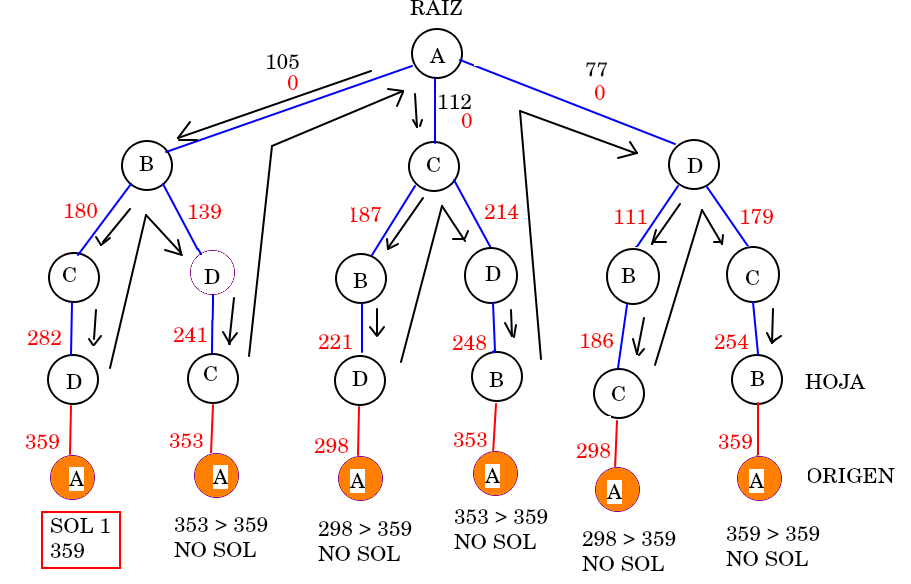 RAIZ
A
105
0
112
0
77
0
B
C
D
180
139
187
214
111
179
C
D
B
D
B
C
282
241
221
248
186
254
D
C
D
B
C
B
HOJA
359
353
298
353
298
359
A
A
A
A
A
A
ORIGEN
SOL 1
359
353 > 359
NO SOL
298 > 359
NO SOL
353 > 359
NO SOL
298 > 359
NO SOL
359 > 359
NO SOL